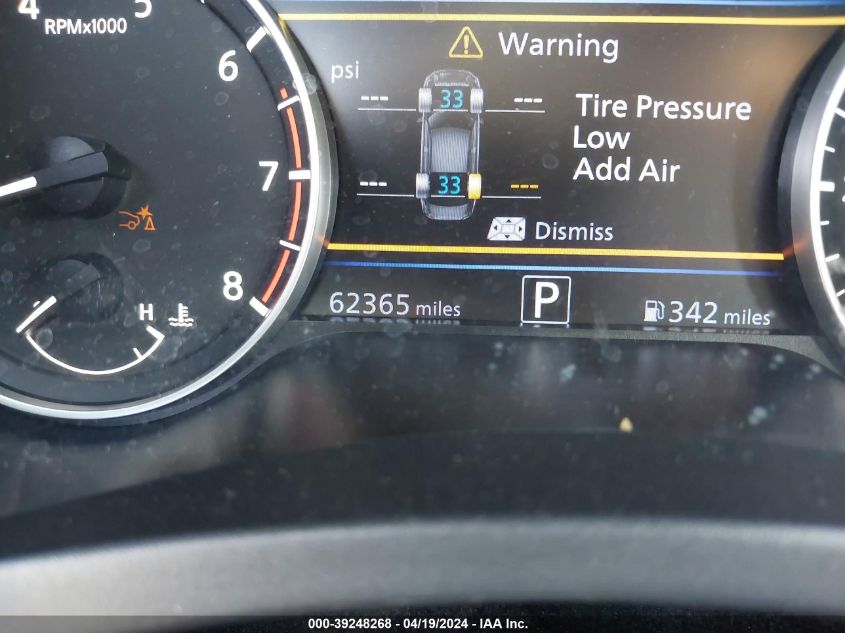 4 5
RPMx1000
6
7
8
H
Warning
psi
--- 33 ---
--- 33 ---
Tire Pressure
Low
Add Air
Dismiss
62365 miles
P
342 miles
000-39248268 - 04/19/2024 - IAA Inc.